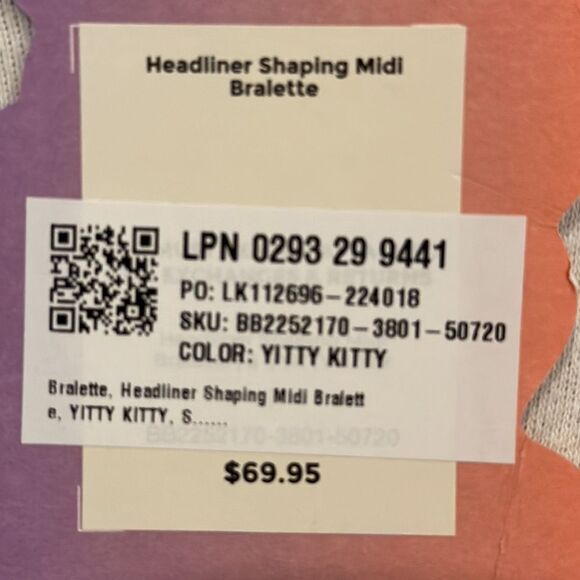 Headliner Shaping Midi
Bralette
LPN 0293 29 9441
PO: LK112696-224018
SKU: BB2252170-3801-50720
COLOR: YITTY KITTY
Bralette, Headliner Shaping Midi Bralett
e, YITTY KITTY, S......
BB2252170-3801-50720
$69.95